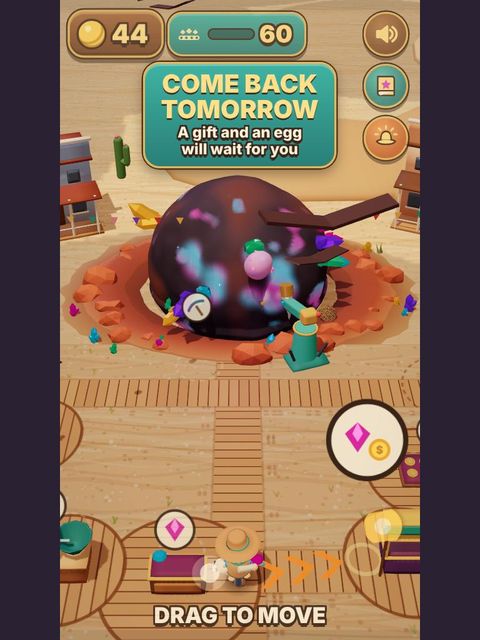 44
60
COME BACK
TOMORROW
A gift and an egg
will wait for you
$
DRAG TO MOVE